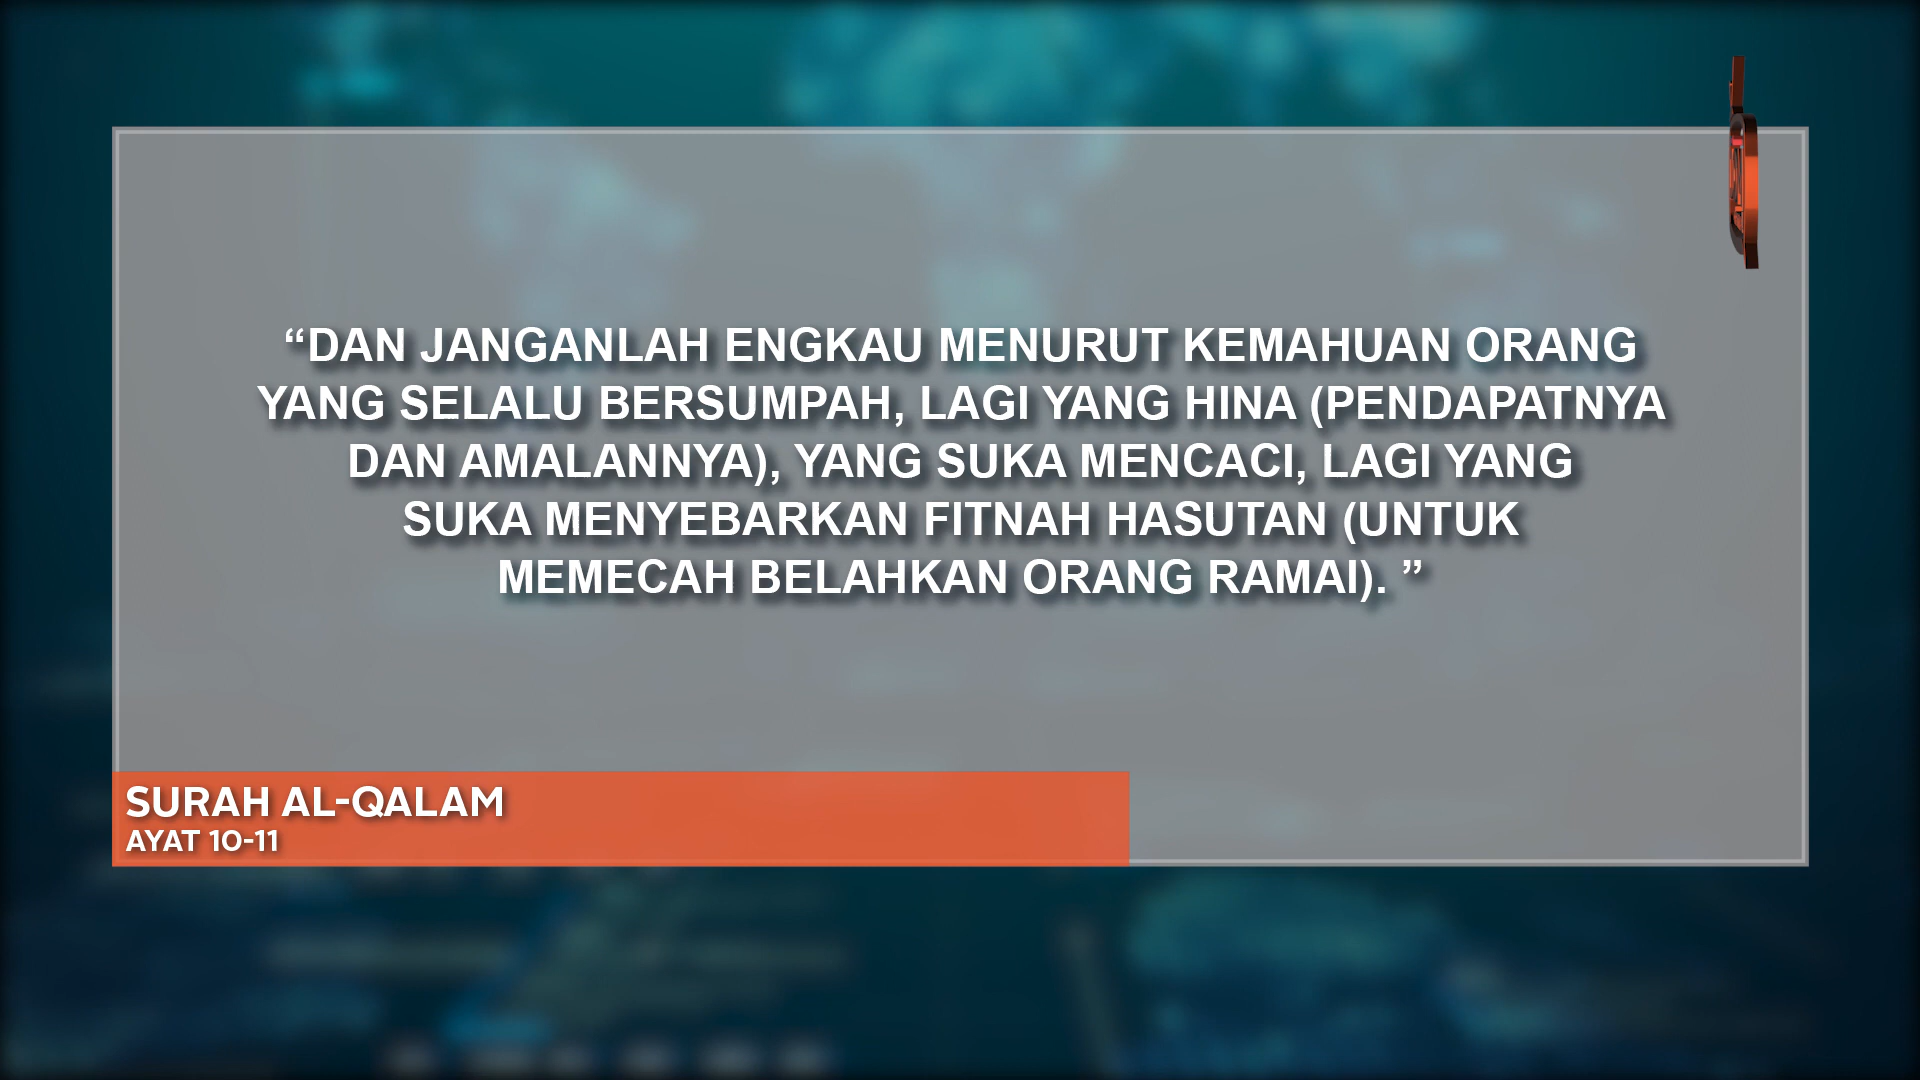 “DAN JANGANLAH ENGKAU MENURUT KEMAHUAN ORANG
YANG SELALU BERSUMPAH, LAGI YANG HINA (PENDAPATNYA
DAN AMALANNYA), YANG SUKA MENCACI, LAGI YANG
SUKA MENYEBARKAN FITNAH HASUTAN (UNTUK
MEMECAH BELAHKAN ORANG RAMAI). ”
SURAH AL-QALAM
AYAT 10-11